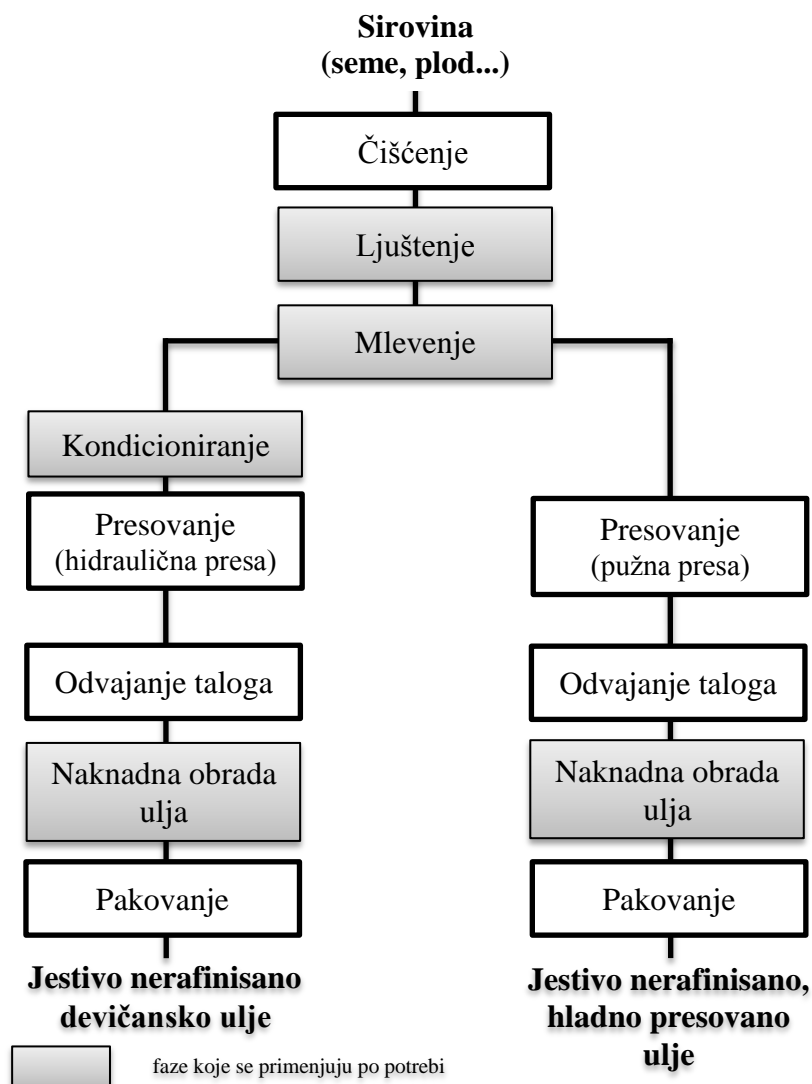 Sirovina
(seme, plod...)
Čišćenje
Ljuštenje
Mlevenje
Kondicioniranje
Presovanje
(hidraulična presa)
Odvajanje taloga
Naknadna obrada
ulja
Pakovanje
Jestivo nerafinisano
devičansko ulje
Presovanje
(pužna presa)
Odvajanje taloga
Naknadna obrada
ulja
Pakovanje
Jestivo nerafinisano,
hladno presovano
ulje
faze koje se primenjuju po potrebi